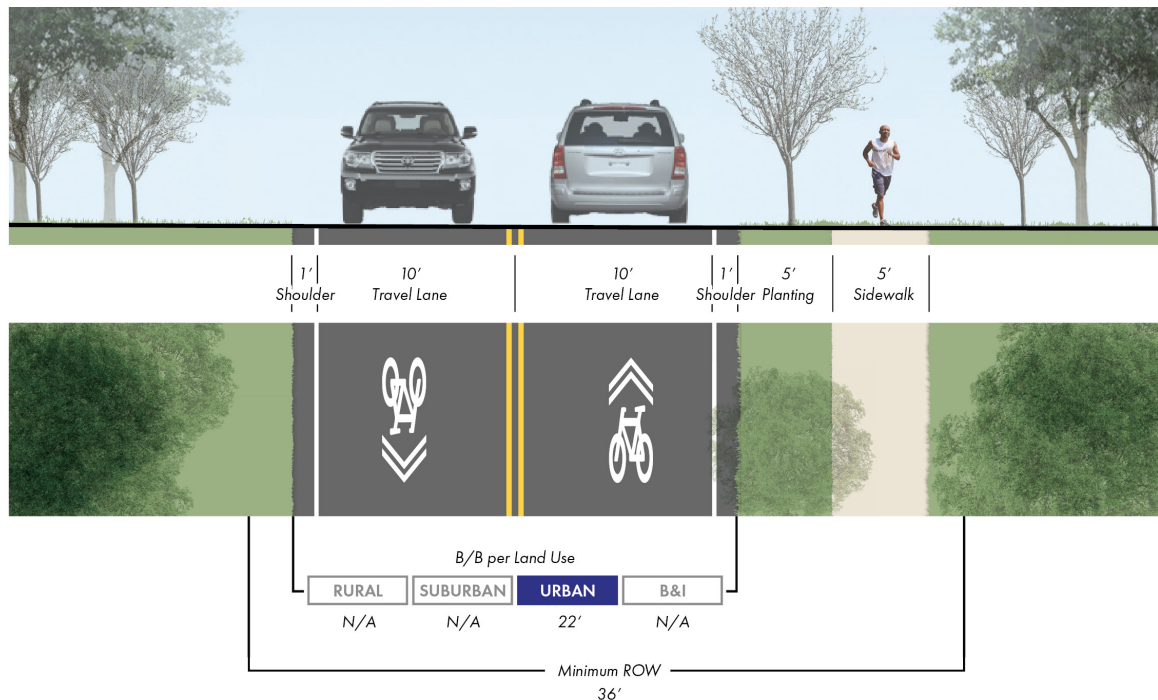 1’
Shoulder
10’
Travel Lane
10’
Travel Lane
1’
Shoulder
5’
Planting
5’
Sidewalk
B/B per Land Use
RURAL SUBURBAN URBAN B&I
N/A N/A 22’ N/A
Minimum ROW
36’